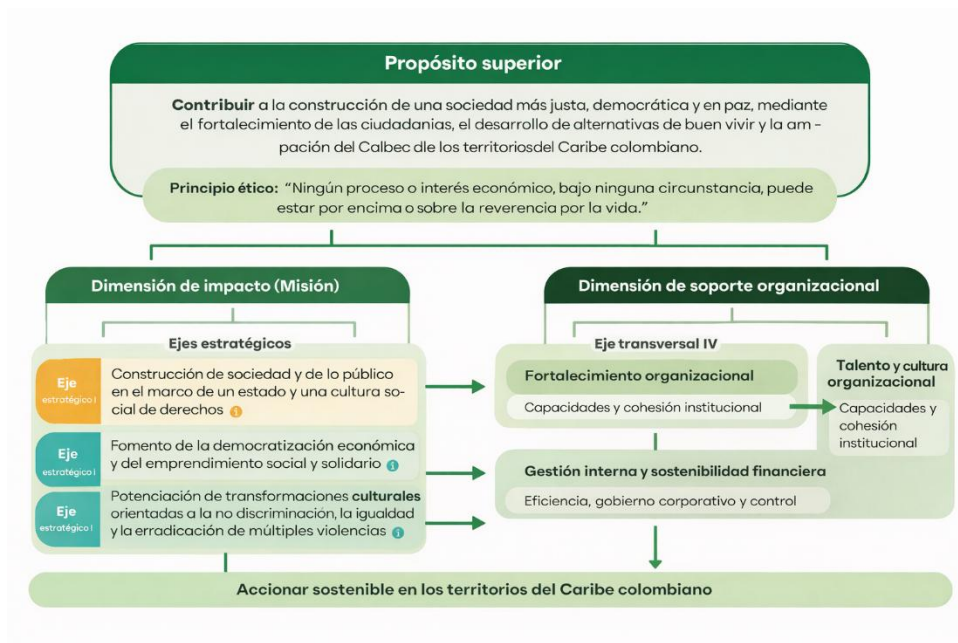 Propósito superior
Contribuir a la construcción de una sociedad más justa, democrática y en paz, mediante
el fortalecimiento de las ciudadanias, el desarrollo de alternativas de buen vivir y la am -
pación del Calbec dle los territoriosdel Caribe colombiano.
Principio ético: “Ningún proceso o interés económico, bajo ninguna circunstancia, puede
estar por encima o sobre la reverencia por la vida.”
Dimensión de impacto (Misión)
Ejes estratégicos
Eje
estratégico I
Construcción de sociedad y de lo público
en el marco de un estado y una cultura so-
cial de derechos
Eje
estratégico i
Fomento de la democratización económica
y del emprendimiento social y solidario
Eje
estratégico I
Potenciación de transformaciones culturales
orientadas a la no discriminación, la igualdad
y la erradicación de múltiples violencias
Dimensión de soporte organizacional
Eje transversal IV
Fortalecimiento organizacional
Capacidades y cohesión institucional
Talento y cultura
organizacional
Capacidades y
cohesión
institucional
Gestión interna y sostenibilidad financiera
Eficiencia, gobierno corporativo y control
Accionar sostenible en los territorios del Caribe colombiano